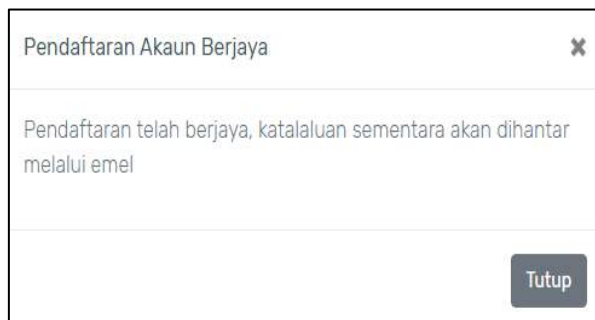 Pendaftaran Akaun Berjaya
Pendaftaran telah berjaya, katalaluan sementara akan dihantar
melalui emel
Tutup